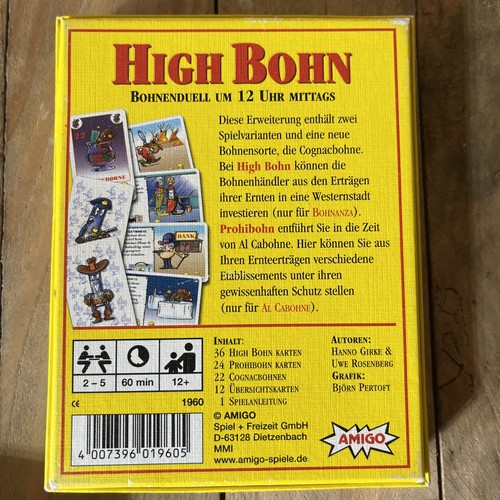 HIGH BOHN
BOHNENDUELL UM 12 UHR MITTAGS
Diese Erweiterung enthält zwei
Spielvarianten und eine neue
Bohnensorte, die Cognacbohne.
Bei High Bohn können die
Bohnenhändler aus den Erträgen
ihrer Ernten in eine Westernstadt
investieren (nur für BOHNANZA).
Prohibohn entführt Sie in die Zeit
von Al Cabohne. Hier können Sie aus
Ihren Ernteerträgen verschiedene
Etablissements unter ihren
gewissenhaften Schutz stellen
(nur für AL CABOHNE).
22
BANK
2 – 5
60 min
12+
CE
1960
4 007396 019605
INHALT:
36 HIGH BOHN KARTEN
24 PROHIBOHN KARTEN
22 COGNACBOHNEN
12 ÜBERSICHTSKARTEN
1 SPIELANLEITUNG
© AMIGO
Spiel + Freizeit GmbH
D-63128 Dietzenbach
MMI
www.amigo-spiele.de
AUTOREN:
HANNO GIRKE &
UWE ROSENBERG
GRAFIK:
BJÖRN PERTOFT
AMIGO